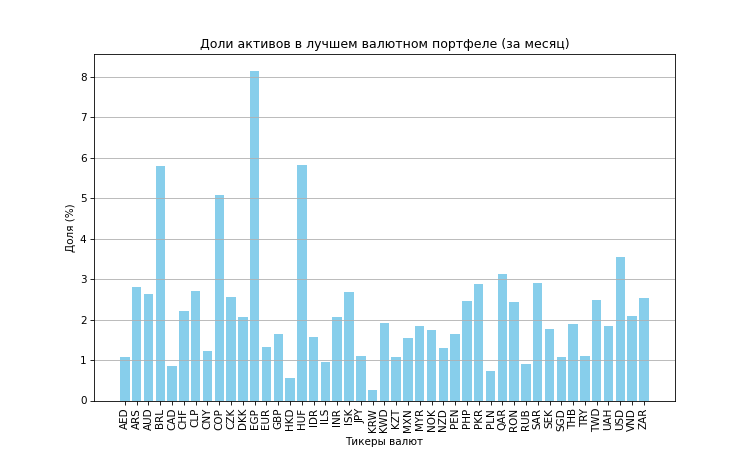 Доли активов в лучшем валютном портфеле (за месяц)
Доля (%)
8
7
6
5
4
3
2
1
0
AED
ARS
AUD
BRL
CAD
CHF
CLP
CNY
COP
CZK
DKK
EGP
EUR
GBP
HKD
HUF
IDR
ILS
INR
ISK
JPY
KRW
KWD
KZT
MXN
MYR
NOK
NZD
PEN
PHP
PKR
PLN
QAR
RON
RUB
SAR
SEK
SGD
THB
TRY
TWD
UAH
USD
VND
ZAR
Тикеры валют